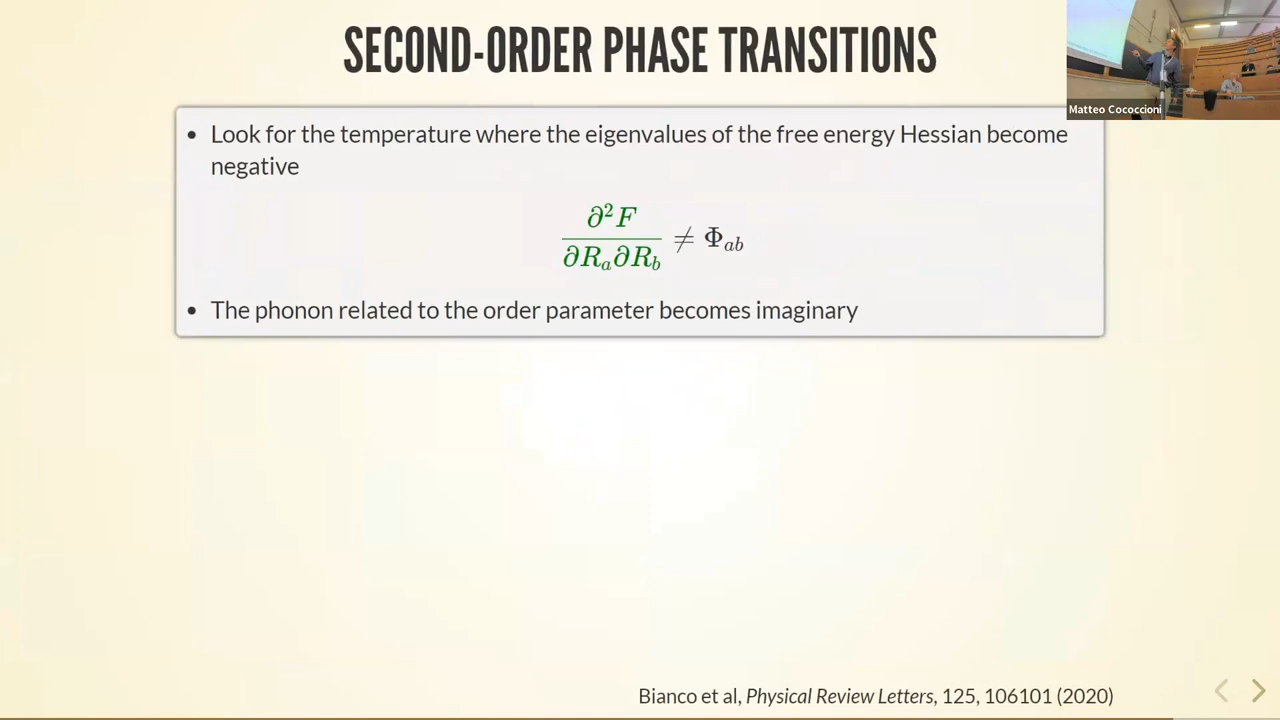 SECOND-ORDER PHASE TRANSITIONS
Matteo Cococcioni
• Look for the temperature where the eigenvalues of the free energy Hessian become
negative
∂²F
∂Rₐ∂R_b ≠ Φ_ab
• The phonon related to the order parameter becomes imaginary
Bianco et al, Physical Review Letters, 125, 106101 (2020)